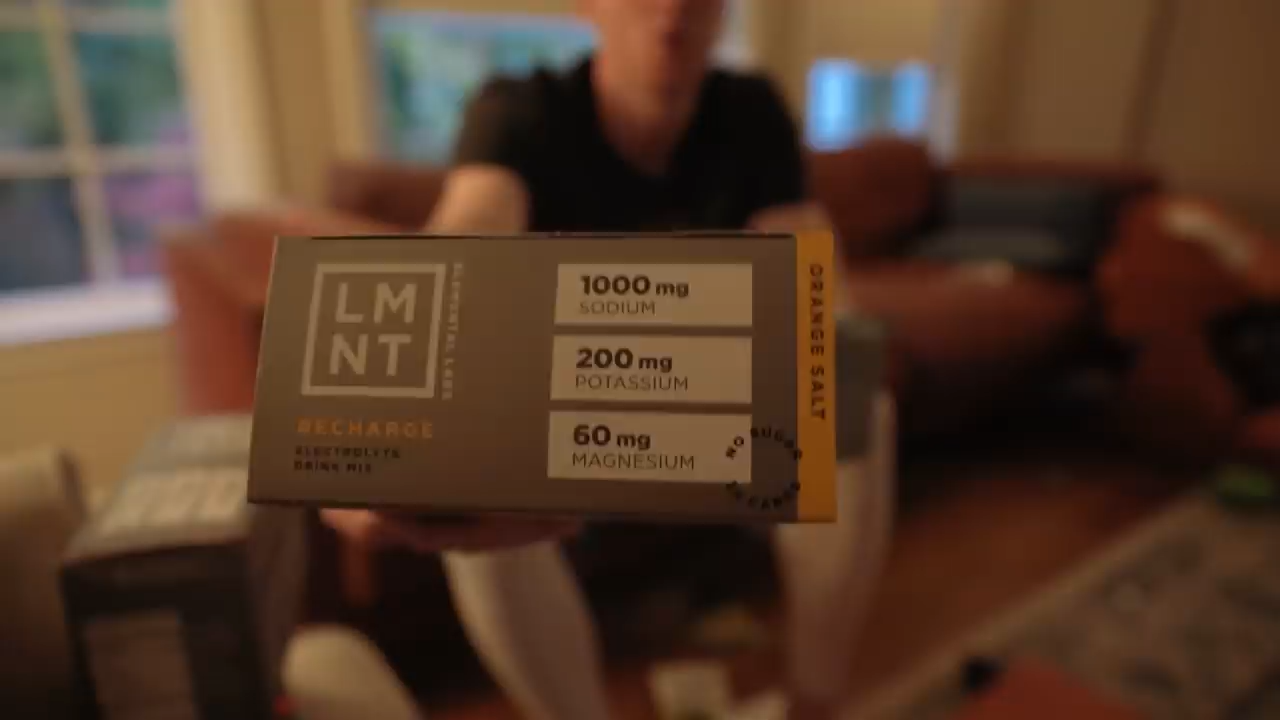 LM
NT
ELEMENTAL LABS
RECHARGE
ELECTROLYTE
DRINK MIX
1000 mg
SODIUM
200 mg
POTASSIUM
60 mg
MAGNESIUM
NO SUGAR
ORANGE SALT